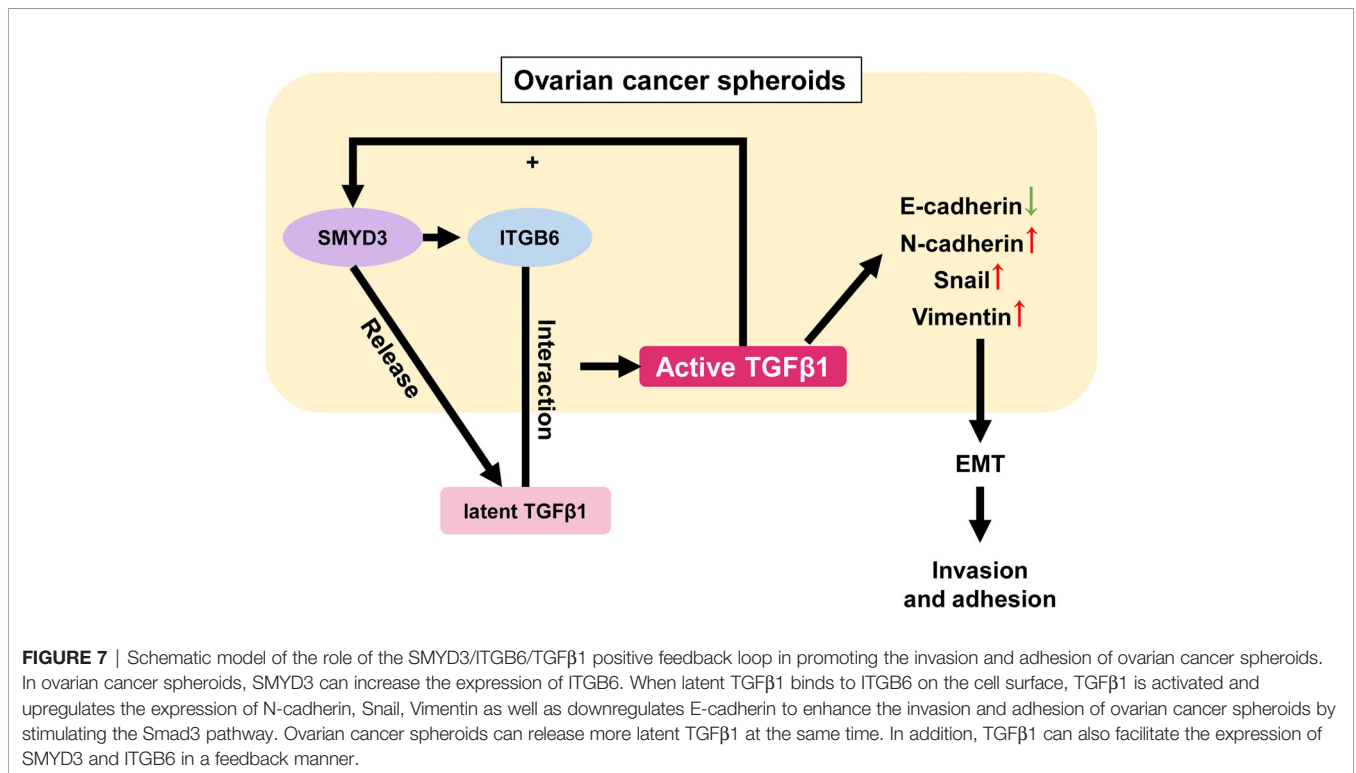 Ovarian cancer spheroids
+
SMYD3
ITGB6
E-cadherin↓
N-cadherin↑
Snail↑
Vimentin↑
Release
Interaction
Active TGFβ1
latent TGFβ1
EMT
Invasion
and adhesion
FIGURE 7 | Schematic model of the role of the SMYD3/ITGB6/TGFβ1 positive feedback loop in promoting the invasion and adhesion of ovarian cancer spheroids.
In ovarian cancer spheroids, SMYD3 can increase the expression of ITGB6. When latent TGFβ1 binds to ITGB6 on the cell surface, TGFβ1 is activated and
upregulates the expression of N-cadherin, Snail, Vimentin as well as downregulates E-cadherin to enhance the invasion and adhesion of ovarian cancer spheroids by
stimulating the Smad3 pathway. Ovarian cancer spheroids can release more latent TGFβ1 at the same time. In addition, TGFβ1 can also facilitate the expression of
SMYD3 and ITGB6 in a feedback manner.